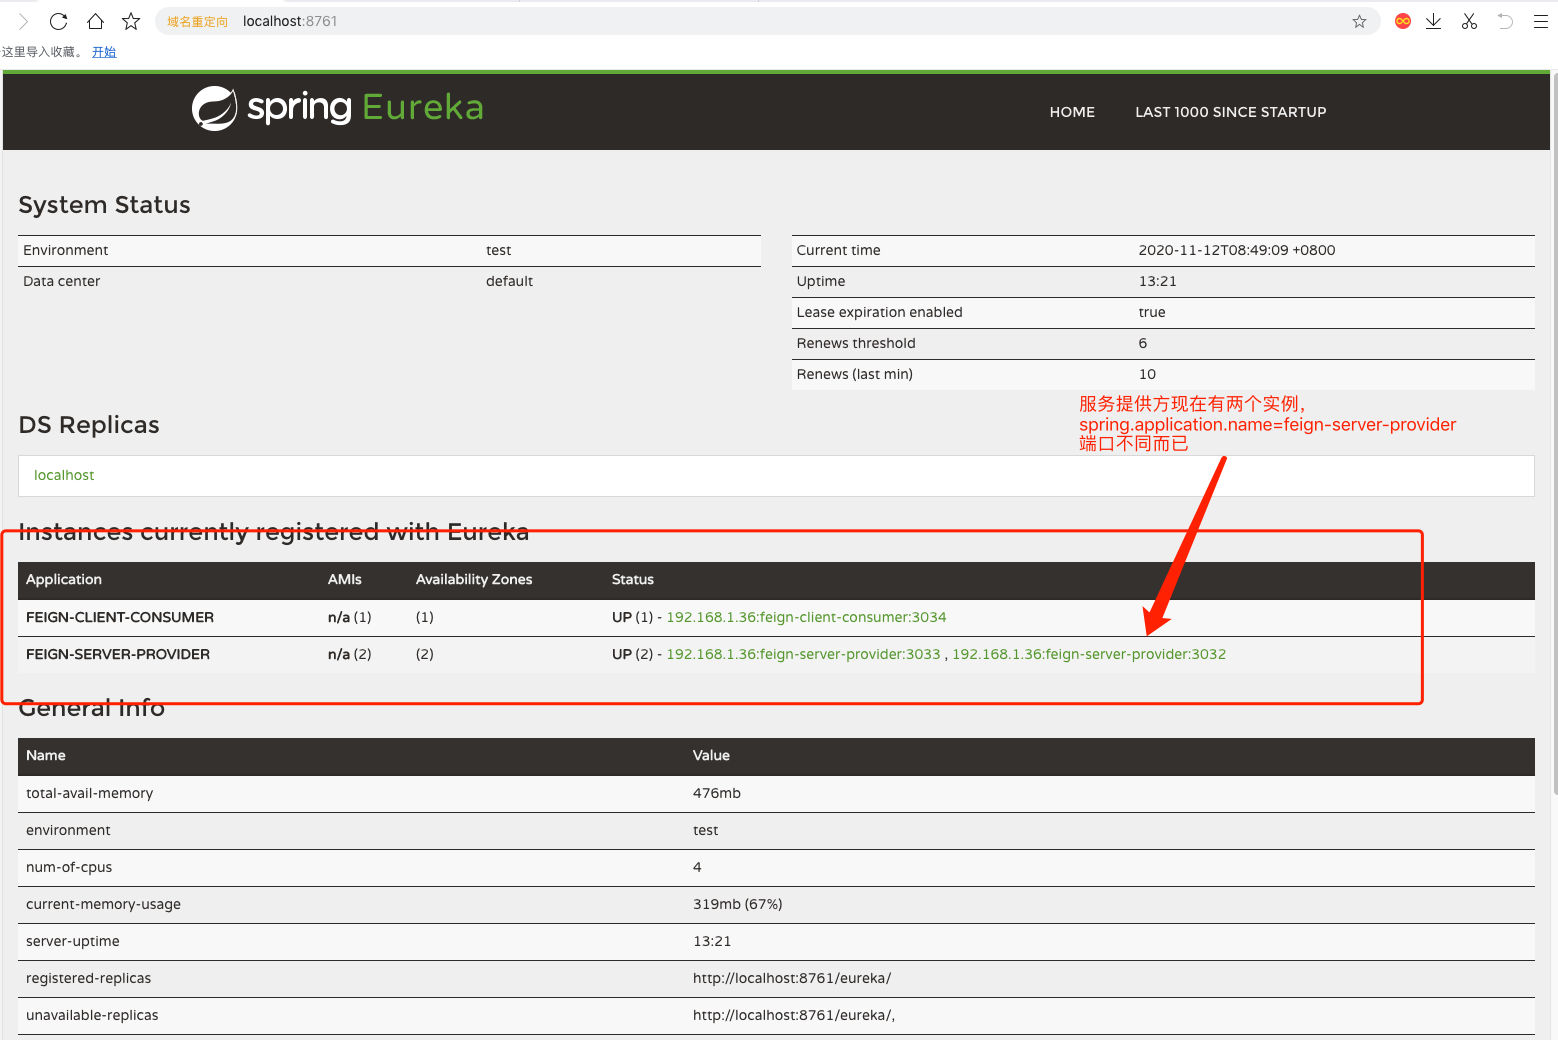 域名重定向 localhost:8761
这里导入收藏。 开始
spring Eureka
HOME LAST 1000 SINCE STARTUP
System Status
Environment test
Data center default
Current time 2020-11-12T08:49:09 +0800
Uptime 13:21
Lease expiration enabled true
Renews threshold 6
Renews (last min) 10
服务提供方现在有两个实例，
spring.application.name=feign-server-provider
端口不同而已
DS Replicas
localhost
Instances currently registered with Eureka
Application AMIs Availability Zones Status
FEIGN-CLIENT-CONSUMER n/a (1) (1) UP (1) - 192.168.1.36:feign-client-consumer:3034
FEIGN-SERVER-PROVIDER n/a (2) (2) UP (2) - 192.168.1.36:feign-server-provider:3033 , 192.168.1.36:feign-server-provider:3032
General Info
Name Value
total-avail-memory 476mb
environment test
num-of-cpus 4
current-memory-usage 319mb (67%)
server-uptime 13:21
registered-replicas http://localhost:8761/eureka/
unavailable-replicas http://localhost:8761/eureka/,